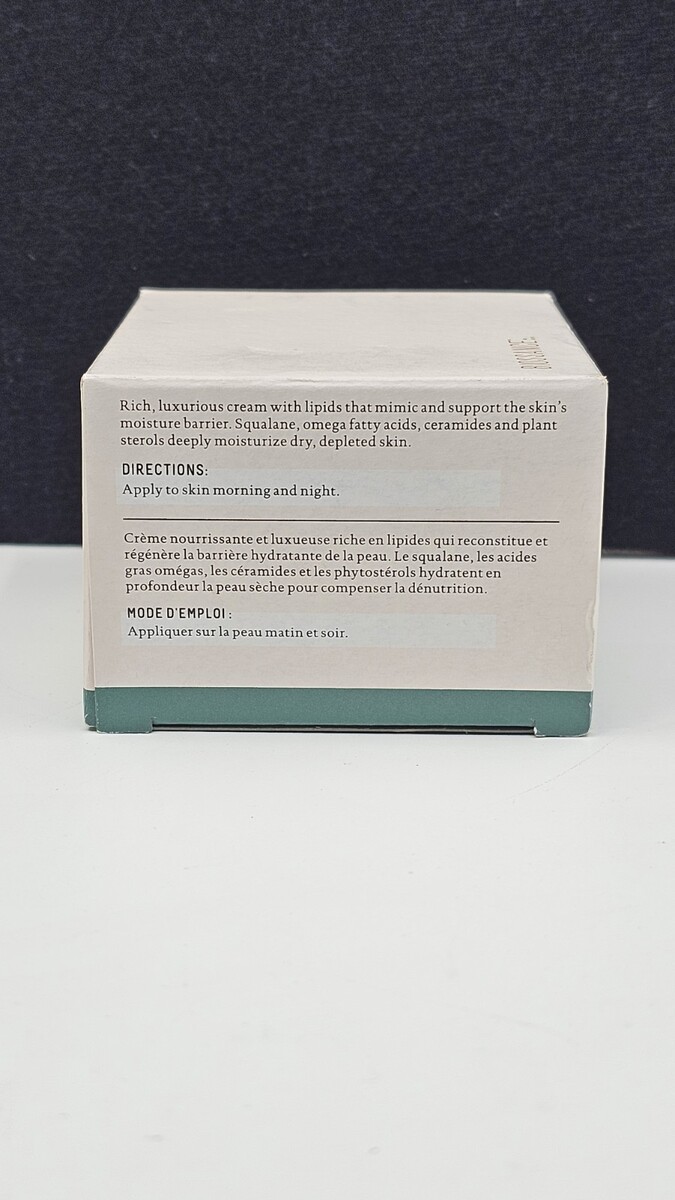 BIOSSANCE
Rich, luxurious cream with lipids that mimic and support the skin's
moisture barrier. Squalane, omega fatty acids, ceramides and plant
sterols deeply moisturize dry, depleted skin.
DIRECTIONS:
Apply to skin morning and night.
Crème nourrissante et luxueuse riche en lipides qui reconstitue et
régénère la barrière hydratante de la peau. Le squalane, les acides
gras omégas, les céramides et les phytostérols hydratent en
profondeur la peau sèche pour compenser la dénutrition.
MODE D'EMPLOI :
Appliquer sur la peau matin et soir.